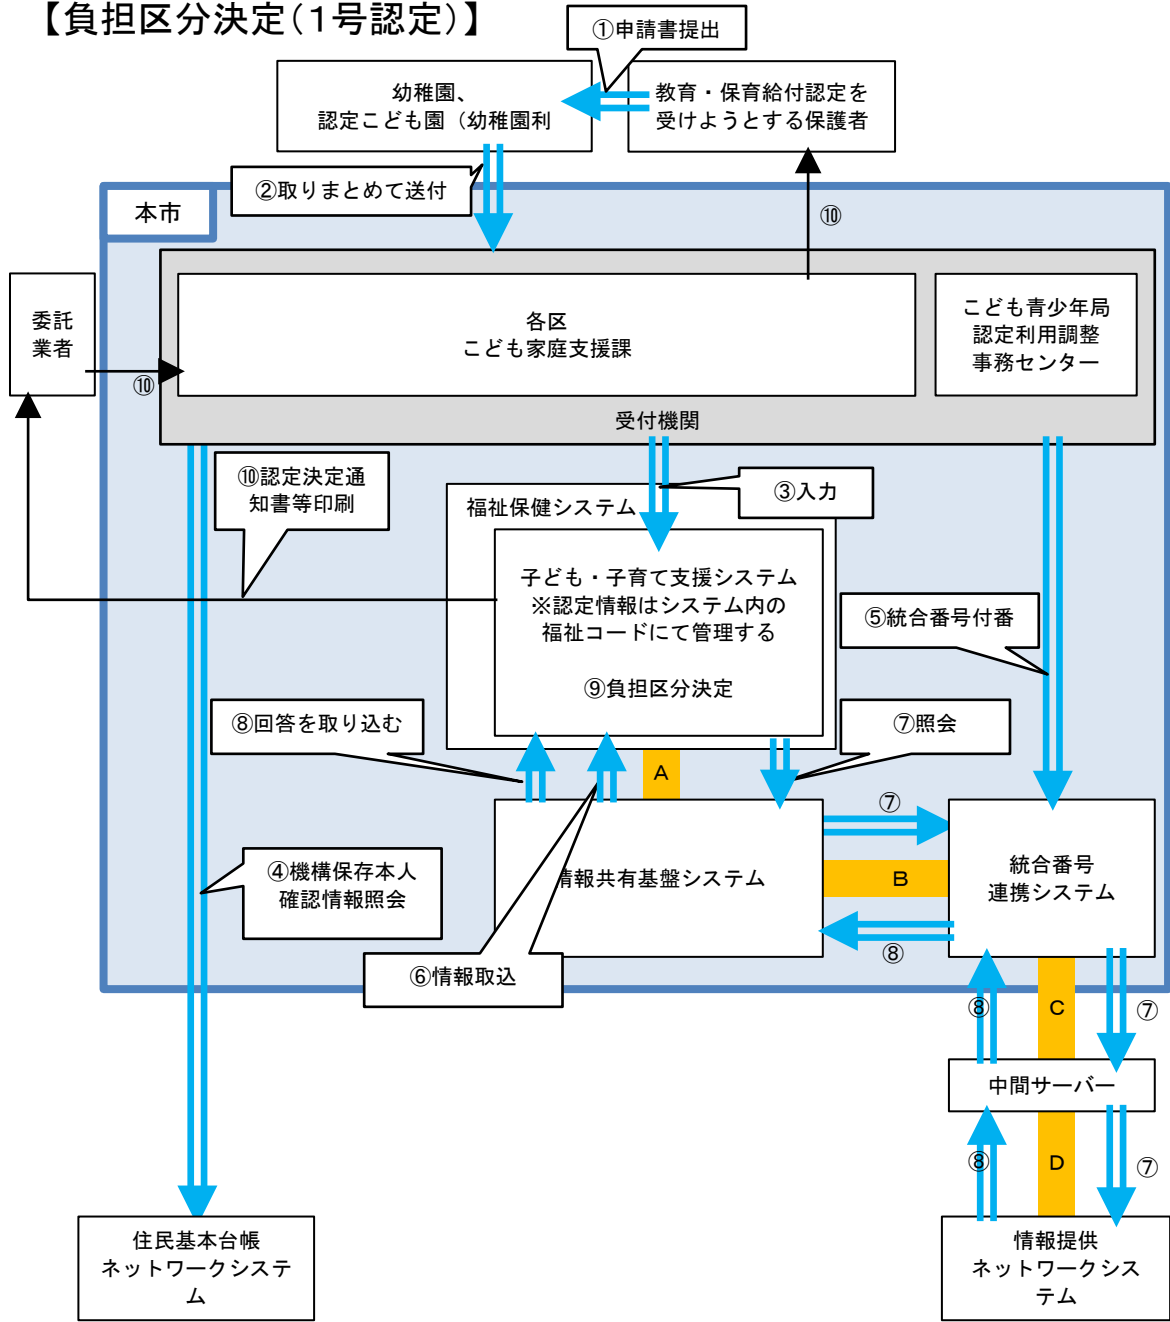 【負担区分決定（１号認定）】
①申請書提出
幼稚園、
認定こども園（幼稚園利
教育・保育給付認定を
受けようとする保護者
②取りまとめて送付
本市
⑩
委託
業者
⑩
各区
こども家庭支援課
こども青少年局
認定利用調整
事務センター
受付機関
⑩認定決定通
知書等印刷
福祉保健システム
③入力
子ども・子育て支援システム
※認定情報はシステム内の
福祉コードにて管理する
⑨負担区分決定
⑤統合番号付番
⑧回答を取り込む
⑦照会
A
⑦
④機構保存本人
確認情報照会
情報共有基盤システム
B
統合番号
連携システム
⑧
⑥情報取込
⑧
C
⑦
中間サーバー
⑧
D
⑦
住民基本台帳
ネットワークシステ
ム
情報提供
ネットワークシス
テム